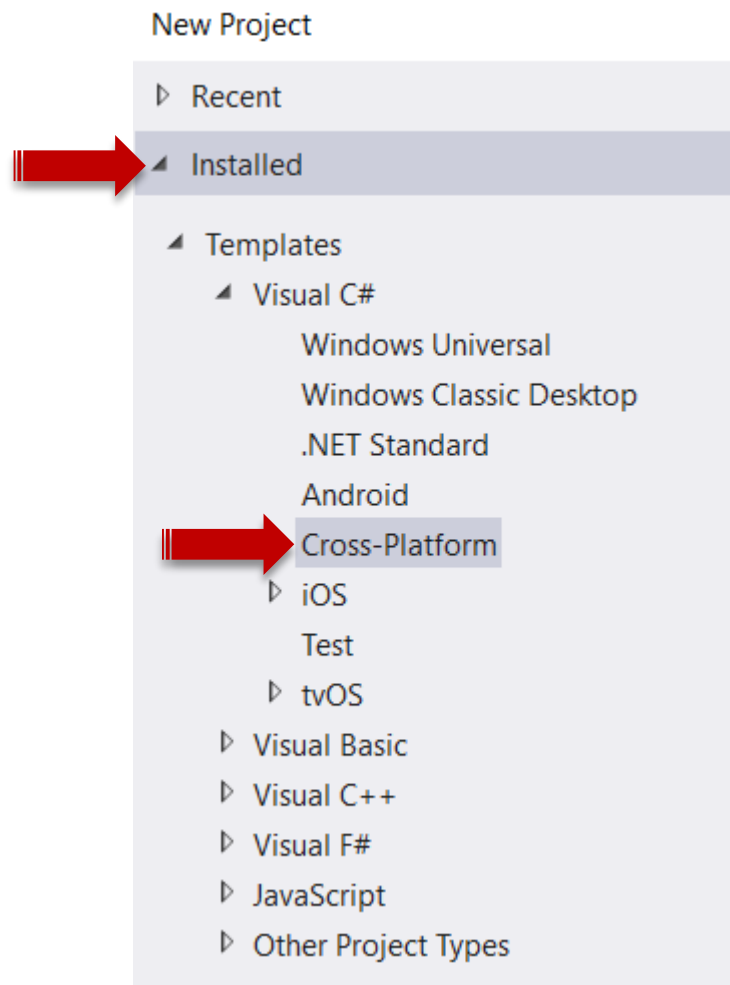 New Project
Recent
Installed
Templates
Visual C#
Windows Universal
Windows Classic Desktop
.NET Standard
Android
Cross-Platform
iOS
Test
tvOS
Visual Basic
Visual C++
Visual F#
JavaScript
Other Project Types